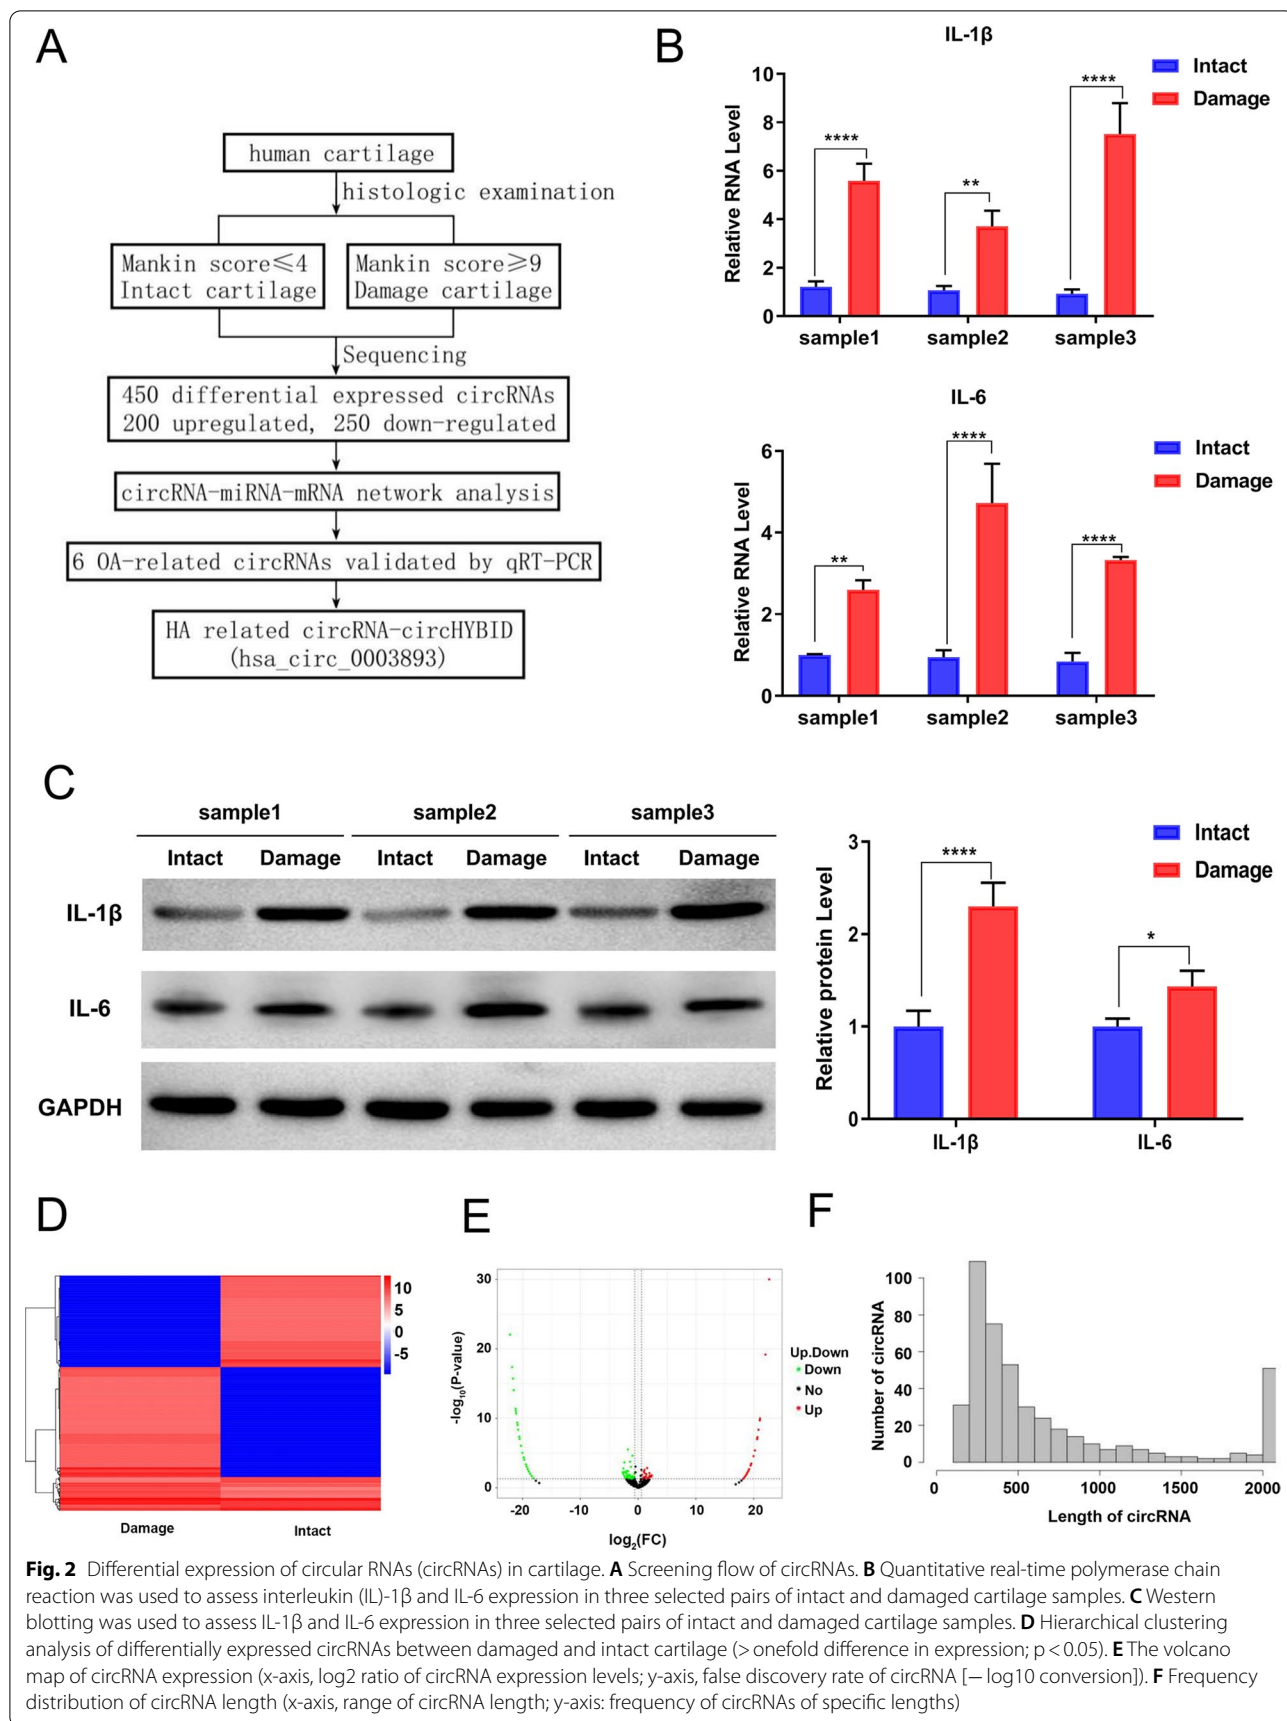 A
human cartilage
histologic examination
Mankin score≤4
Intact cartilage
Mankin score≥9
Damage cartilage
Sequencing
450 differential expressed circRNAs
200 upregulated, 250 down-regulated
circRNA-miRNA-mRNA network analysis
6 OA-related circRNAs validated by qRT-PCR
HA related circRNA-circHYBID
(hsa_circ_0003893)
B
IL-1β
Intact
Damage
Relative RNA Level
10
8
6
4
2
0
****
**
****
sample1 sample2 sample3
IL-6
Intact
Damage
Relative RNA Level
6
4
2
0
**
****
****
sample1 sample2 sample3
C
sample1 sample2 sample3
Intact Damage Intact Damage Intact Damage
IL-1β
IL-6
GAPDH
Intact
Damage
Relative protein Level
3
2
1
0
****
*
IL-1β IL-6
D
10
5
0
-5
Damage Intact
E
-log10(P-value)
30
20
10
0
-20 -10 0 10 20
log2(FC)
Up.Down
Down
No
Up
F
Number of circRNA
100
80
60
40
20
0
0 500 1000 1500 2000
Length of circRNA
Fig. 2 Differential expression of circular RNAs (circRNAs) in cartilage. A Screening flow of circRNAs. B Quantitative real-time polymerase chain
reaction was used to assess interleukin (IL)-1β and IL-6 expression in three selected pairs of intact and damaged cartilage samples. C Western
blotting was used to assess IL-1β and IL-6 expression in three selected pairs of intact and damaged cartilage samples. D Hierarchical clustering
analysis of differentially expressed circRNAs between damaged and intact cartilage (> onefold difference in expression; p < 0.05). E The volcano
map of circRNA expression (x-axis, log2 ratio of circRNA expression levels; y-axis, false discovery rate of circRNA [− log10 conversion]). F Frequency
distribution of circRNA length (x-axis, range of circRNA length; y-axis: frequency of circRNAs of specific lengths)